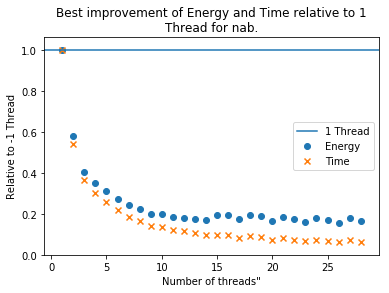 Best improvement of Energy and Time relative to 1
Thread for nab.
Relative to -1 Thread
1.0
0.8
0.6
0.4
0.2
0.0
1 Thread
Energy
Time
0
5
10
15
20
25
Number of threads"